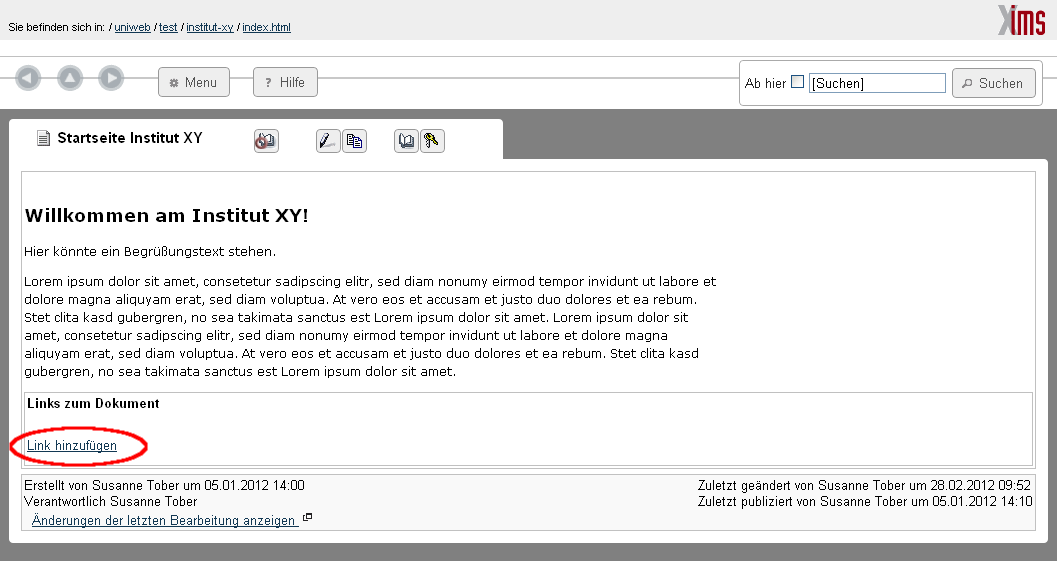 Sie befinden sich in: / uniweb / test / institut-xy / index.html
Xims
Menu
? Hilfe
Ab hier
[Suchen]
Suchen
Startseite Institut XY
Willkommen am Institut XY!
Hier könnte ein Begrüßungstext stehen.
Lorem ipsum dolor sit amet, consetetur sadipscing elitr, sed diam nonumy eirmod tempor invidunt ut labore et
dolore magna aliquyam erat, sed diam voluptua. At vero eos et accusam et justo duo dolores et ea rebum.
Stet clita kasd gubergren, no sea takimata sanctus est Lorem ipsum dolor sit amet. Lorem ipsum dolor sit
amet, consetetur sadipscing elitr, sed diam nonumy eirmod tempor invidunt ut labore et dolore magna
aliquyam erat, sed diam voluptua. At vero eos et accusam et justo duo dolores et ea rebum. Stet clita kasd
gubergren, no sea takimata sanctus est Lorem ipsum dolor sit amet.
Links zum Dokument
Link hinzufügen
Erstellt von Susanne Tober um 05.01.2012 14:00
Zuletzt geändert von Susanne Tober um 28.02.2012 09:52
Verantwortlich Susanne Tober
Zuletzt publiziert von Susanne Tober um 05.01.2012 14:10
Änderungen der letzten Bearbeitung anzeigen